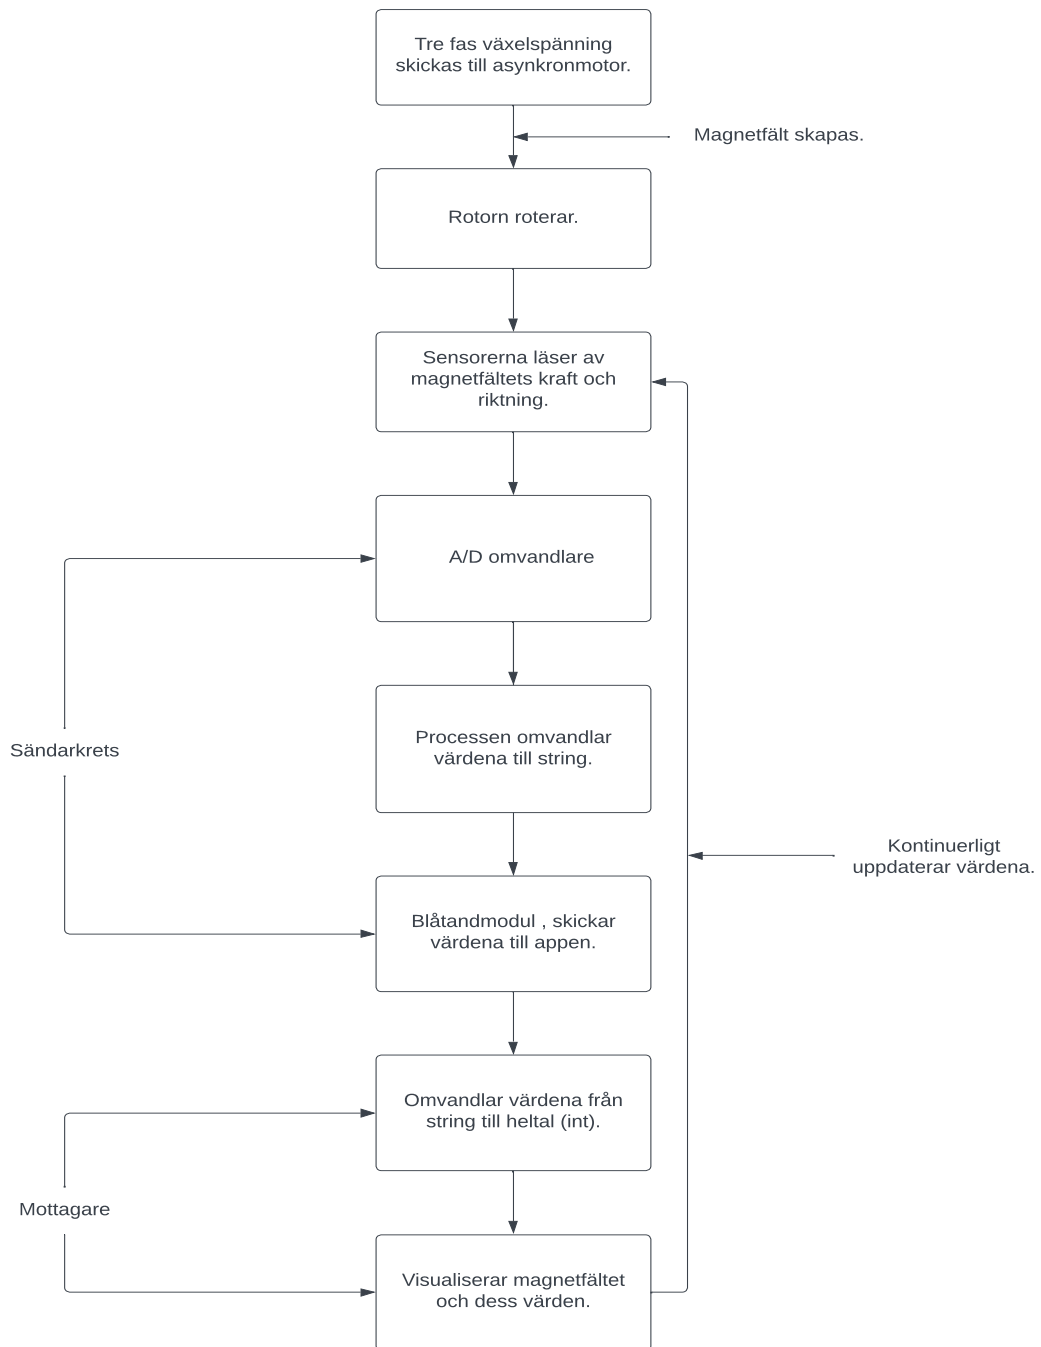 Tre fas växelspänning
skickas till asynkronmotor.
Magnetfält skapas.
Rotorn roterar.
Sensorerna läser av
magnetfältets kraft och
riktning.
A/D omvandlare
Processen omvandlar
värdena till string.
Sändarkrets
Kontinuerligt
uppdaterar värdena.
Blåtandmodul , skickar
värdena till appen.
Omvandlar värdena från
string till heltal (int).
Mottagare
Visualiserar magnetfältet
och dess värden.